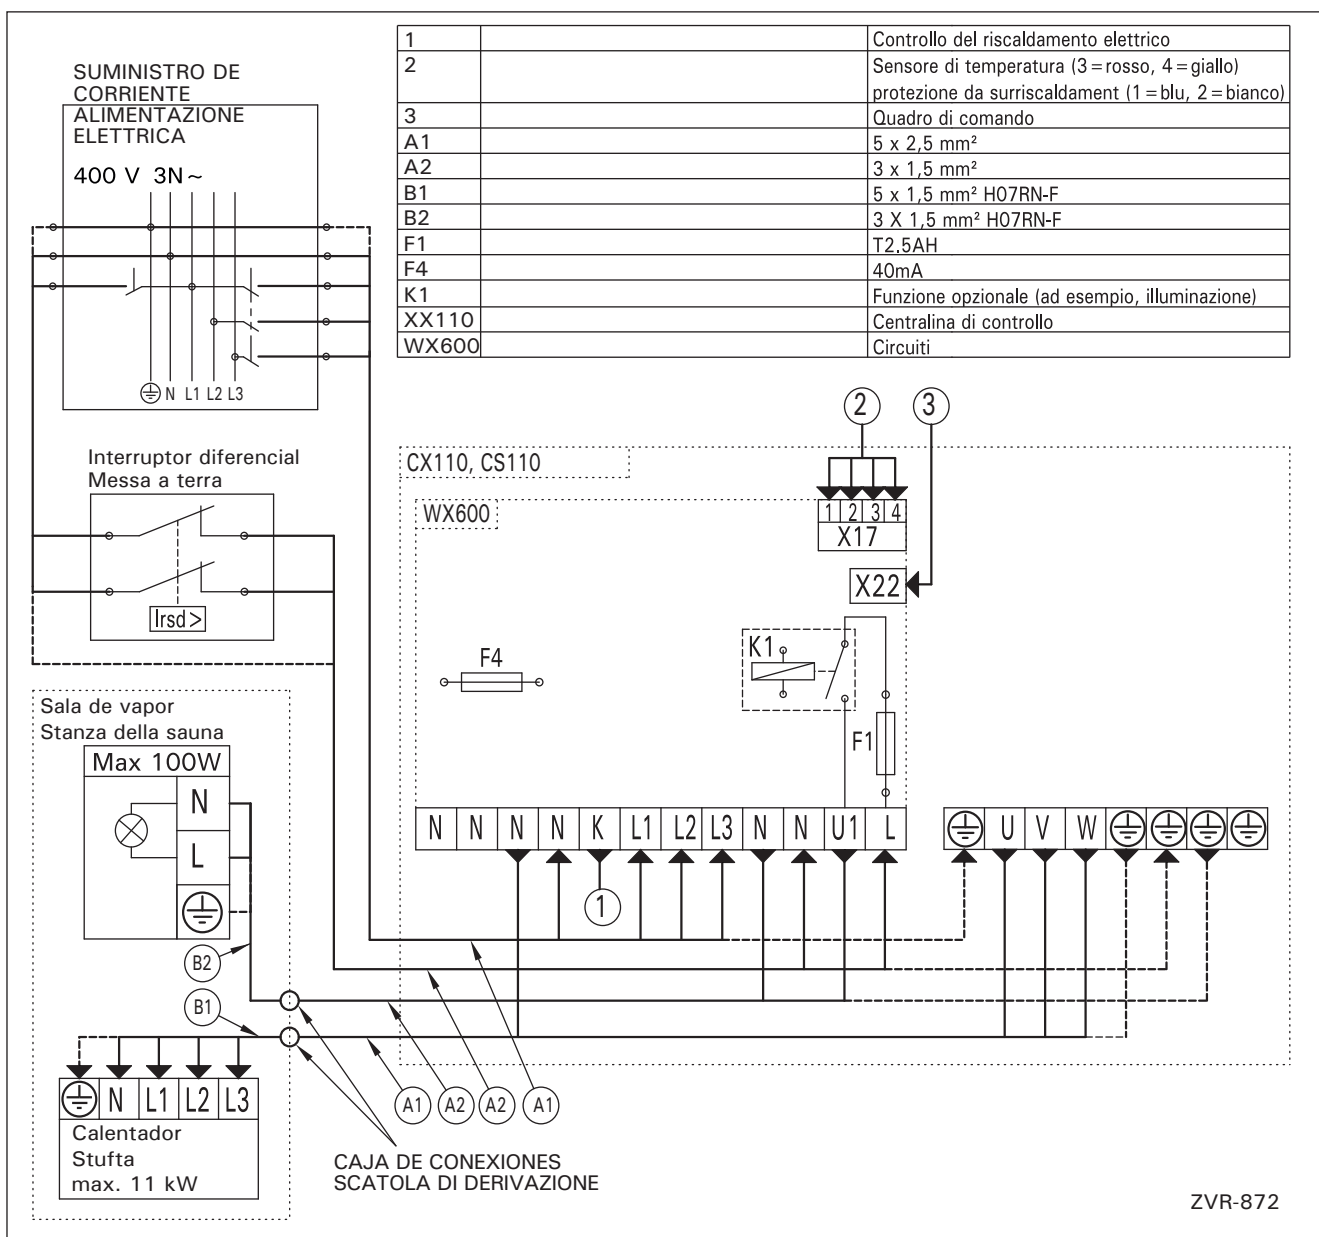 1 Controllo del riscaldamento elettrico
2 Sensore di temperatura (3=rosso, 4=giallo)
protezione da surriscaldament (1=blu, 2=bianco)
3 Quadro di comando
A1 5 x 2,5 mm²
A2 3 x 1,5 mm²
B1 5 x 1,5 mm² H07RN-F
B2 3 X 1,5 mm² H07RN-F
F1 T2.5AH
F4 40mA
K1 Funzione opzionale (ad esempio, illuminazione)
XX110 Centralina di controllo
WX600 Circuiti
SUMINISTRO DE
CORRIENTE
ALIMENTAZIONE
ELETTRICA
400 V 3N~
N L1 L2 L3
Interruptor diferencial
Messa a terra
Irsd>
2 3
CX110, CS110
WX600
1 2 3 4
X17
X22
K1
F4
F1
Sala de vapor
Stanza della sauna
Max 100W
N
L
N N N N K L1 L2 L3 N N U1 L
U V W
1
B2
B1
N L1 L2 L3
Calentador
Stufta
max. 11 kW
A1 A2 A2 A1
CAJA DE CONEXIONES
SCATOLA DI DERIVAZIONE
ZVR-872